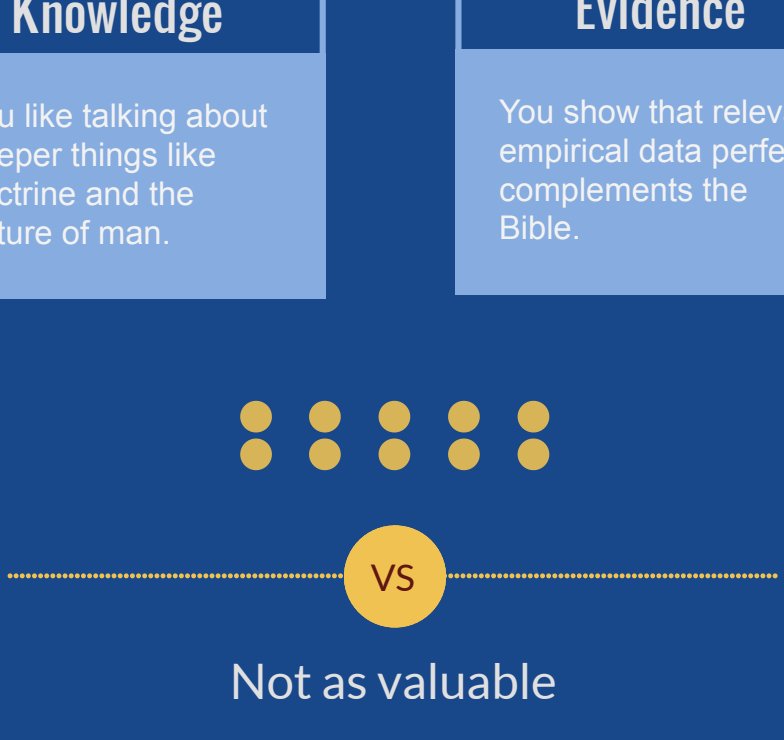 Knowledge
u like talking about
eper things like
ctrine and the
ture of man.
Evidence
You show that relev
empirical data perfe
complements the
Bible.
VS
Not as valuable